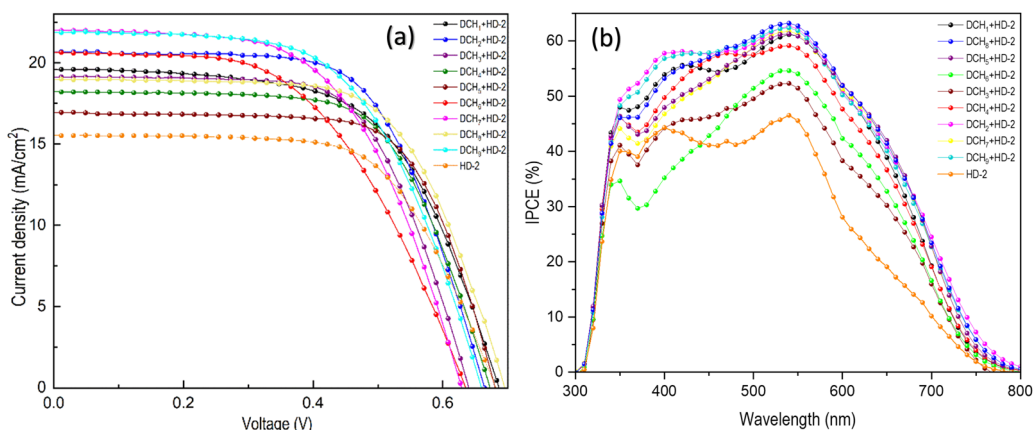 (a)
DCH₁+HD-2
DCH₂+HD-2
DCH₃+HD-2
DCH₄+HD-2
DCH₅+HD-2
DCH₆+HD-2
DCH₇+HD-2
DCH₈+HD-2
DCH₉+HD-2
HD-2
Current density (mA/cm²)
20
15
10
5
0
0.0
0.2
0.4
0.6
Voltage (V)
(b)
DCH₁+HD-2
DCH₈+HD-2
DCH₅+HD-2
DCH₆+HD-2
DCH₃+HD-2
DCH₄+HD-2
DCH₂+HD-2
DCH₇+HD-2
DCH₉+HD-2
HD-2
IPCE (%)
60
50
40
30
20
10
0
300
400
500
600
700
800
Wavelength (nm)